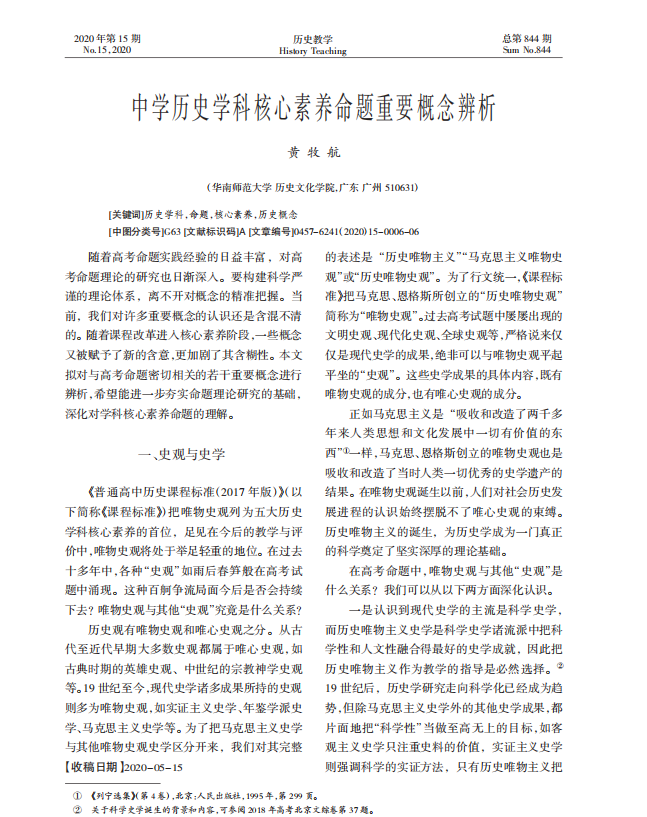 2020 年第 15 期
No.15, 2020
历史教学
History Teaching
总第 844 期
Sum No.844
中学历史学科核心素养命题重要概念辨析
黄 牧 航
(华南师范大学 历史文化学院,广东 广州 510631)
[关键词]历史学科,命题,核心素养,历史概念
[中图分类号]G63 [文献标识码]A [文章编号]0457-6241(2020)15-0006-06
随着高考命题实践经验的日益丰富，对高
考命题理论的研究也日渐深入。要构建科学严
谨的理论体系，离不开对概念的精准把握。当
前，我们对许多重要概念的认识还是含混不清
的。随着课程改革进入核心素养阶段,一些概念
又被赋予了新的含意,更加剧了其含糊性。本文
拟对与高考命题密切相关的若干重要概念进行
辨析,希望能进一步夯实命题理论研究的基础，
深化对学科核心素养命题的理解。
一、史观与史学
《普通高中历史课程标准(2017 年版)》(以
下简称《课程标准》)把唯物史观列为五大历史
学科核心素养的首位，足见在今后的教学与评
价中,唯物史观将处于举足轻重的地位。在过去
十多年中,各种“史观”如雨后春笋般在高考试
题中涌现。这种百舸争流局面今后是否会持续
下去? 唯物史观与其他“史观”究竟是什么关系?
历史观有唯物史观和唯心史观之分。从古
代至近代早期大多数史观都属于唯心史观,如
古典时期的英雄史观、中世纪的宗教神学史观
等。19 世纪至今,现代史学诸多成果所持的史观
则多为唯物史观,如实证主义史学、年鉴学派史
学、马克思主义史学等。为了把马克思主义史学
与其他唯物史观史学区分开来，我们对其完整
【收稿日期】2020-05-15
的表述是 “历史唯物主义”“马克思主义唯物史
观”或“历史唯物史观”。为了行文统一,《课程标
准》把马克思、恩格斯所创立的“历史唯物史观”
简称为“唯物史观”。过去高考试题中屡屡出现的
文明史观、现代化史观、全球史观等,严格说来仅
仅是现代史学的成果,绝非可以与唯物史观平起
平坐的“史观”。这些史学成果的具体内容,既有
唯物史观的成分,也有唯心史观的成分。
正如马克思主义是 “吸收和改造了两千多
年来人类思想和文化发展中一切有价值的东
西”①一样,马克思、恩格斯创立的唯物史观也是
吸收和改造了当时人类一切优秀的史学遗产的
结果。在唯物史观诞生以前,人们对社会历史发
展进程的认识始终摆脱不了唯心史观的束缚。
历史唯物主义的诞生，为历史学成为一门真正
的科学奠定了坚实深厚的理论基础。
在高考命题中,唯物史观与其他“史观”是
什么关系? 我们可以从以下两方面深化认识。
一是认识到现代史学的主流是科学史学，
而历史唯物主义史学是科学史学诸流派中把科
学性和人文性融合得最好的史学成就，因此把
历史唯物主义作为教学的指导是必然选择。②
19 世纪后，历史学研究走向科学化已经成为趋
势,但除马克思主义史学外的其他史学成果,都
片面地把“科学性”当做至高无上的目标,如客
观主义史学只注重史料的价值，实证主义史学
则强调科学的实证方法，只有历史唯物主义把
① 《列宁选集》(第 4 卷),北京:人民出版社,1995 年,第 299 页。
② 关于科学史学诞生的背景和内容,可参阅 2018 年高考北京文综卷第 37 题。